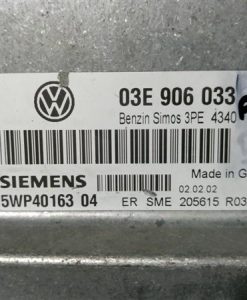 03E 906 033
Benzin Simos 3PE 4340
Made in G
SIEMENS
02.02.02
5WP40163 04
ER SME 205615 R03